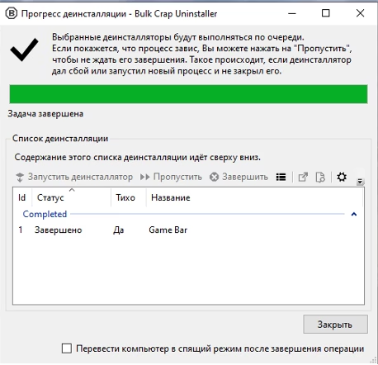 Прогресс деинсталляции - Bulk Crap Uninstaller
Выбранные деинсталляторы будут выполняться по очереди.
Если покажется, что процесс завис, Вы можете нажать на "Пропустить",
чтобы не ждать его завершения. Такое происходит, если деинсталлятор
дал сбой или запустил новый процесс и не закрыл его.
Задача завершена
Список деинсталляции
Содержание этого списка деинсталляции идёт сверху вниз.
Запустить деинсталлятор Пропустить Завершить
Id Статус Тихо Название
Completed
1 Завершено Да Game Bar
Закрыть
Перевести компьютер в спящий режим после завершения операции